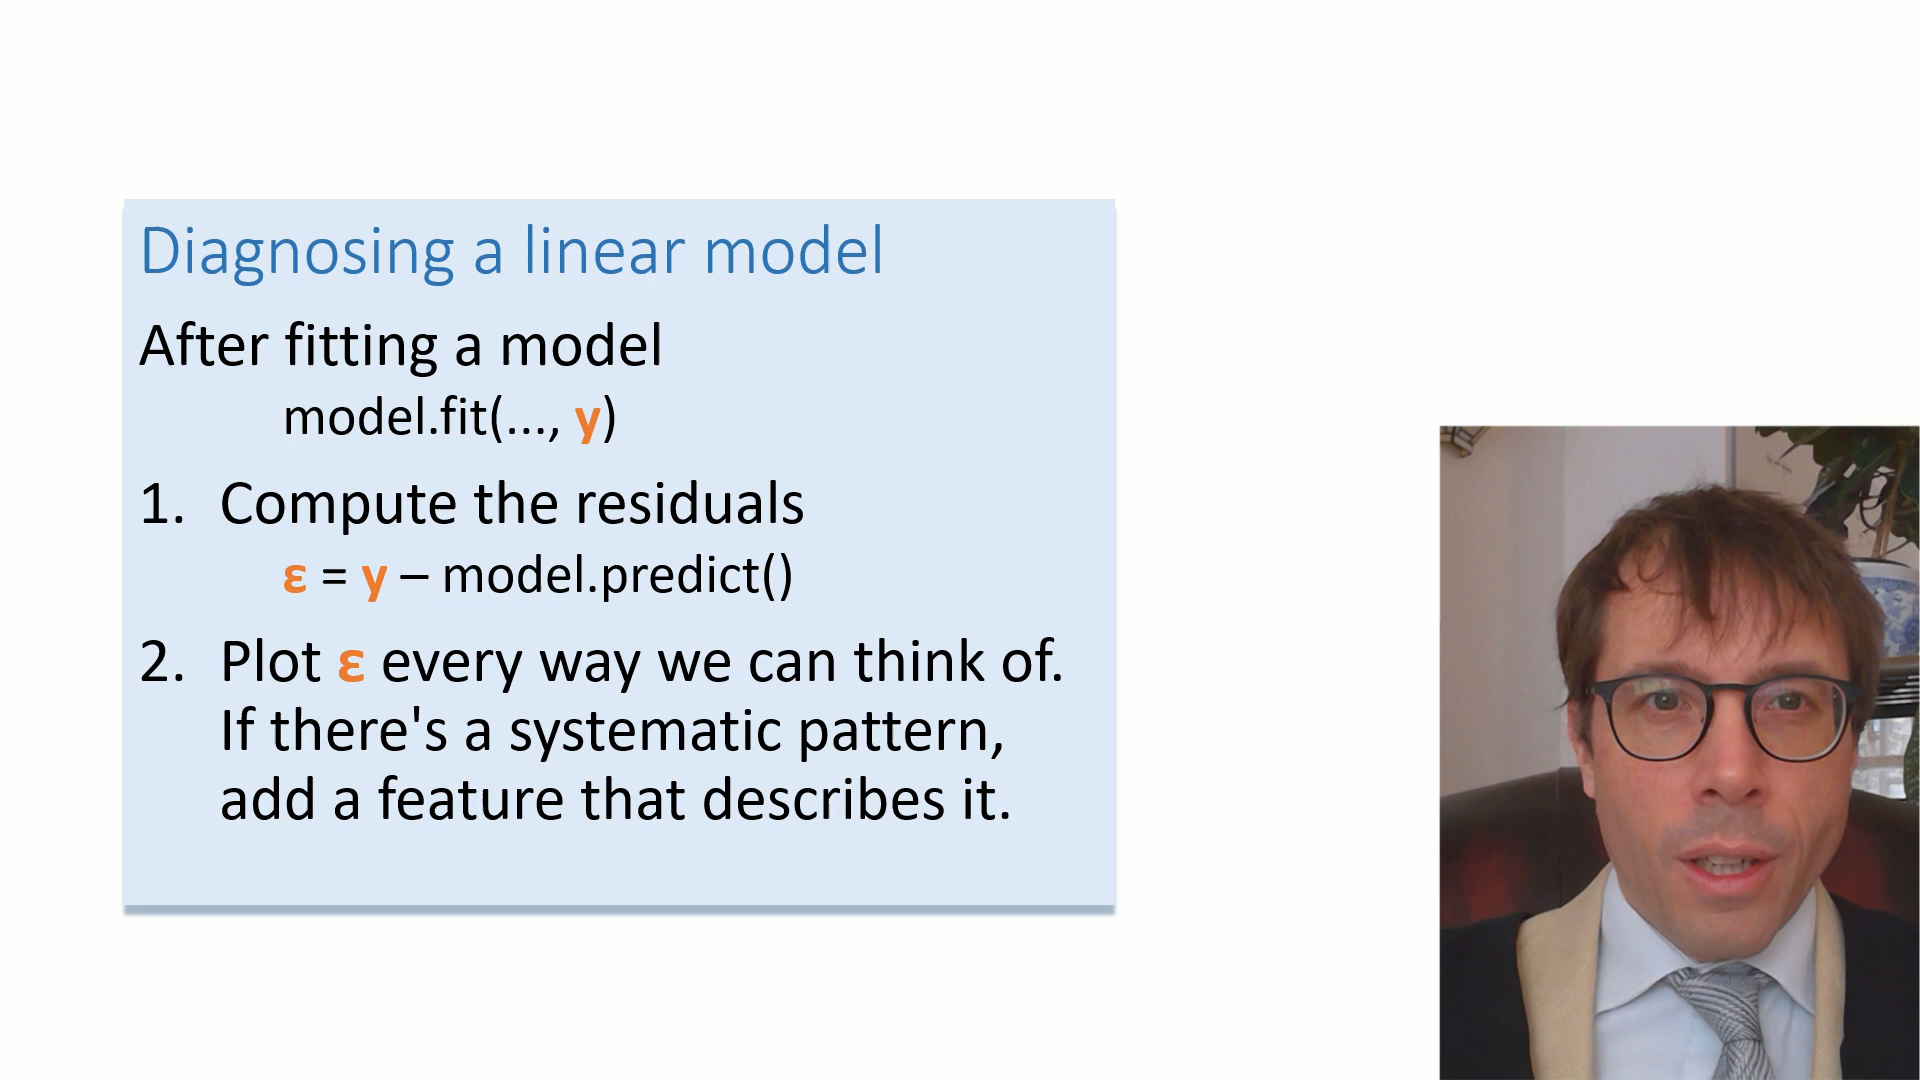 Diagnosing a linear model
After fitting a model
model.fit(..., y)
1. Compute the residuals
ε = y – model.predict()
2. Plot ε every way we can think of.
If there's a systematic pattern,
add a feature that describes it.